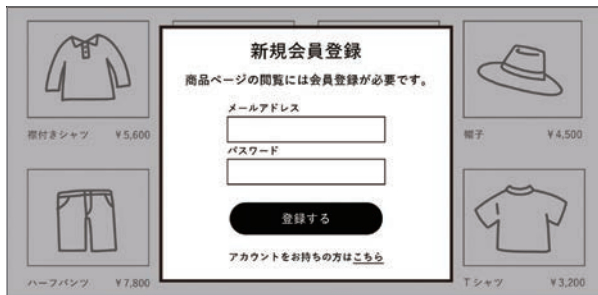 新規会員登録
商品ページの閲覧には会員登録が必要です。
メールアドレス
パスワード
登録する
アカウントをお持ちの方はこちら
襟付きシャツ ¥5,600
帽子 ¥4,500
ハーフパンツ ¥7,800
Tシャツ ¥3,200